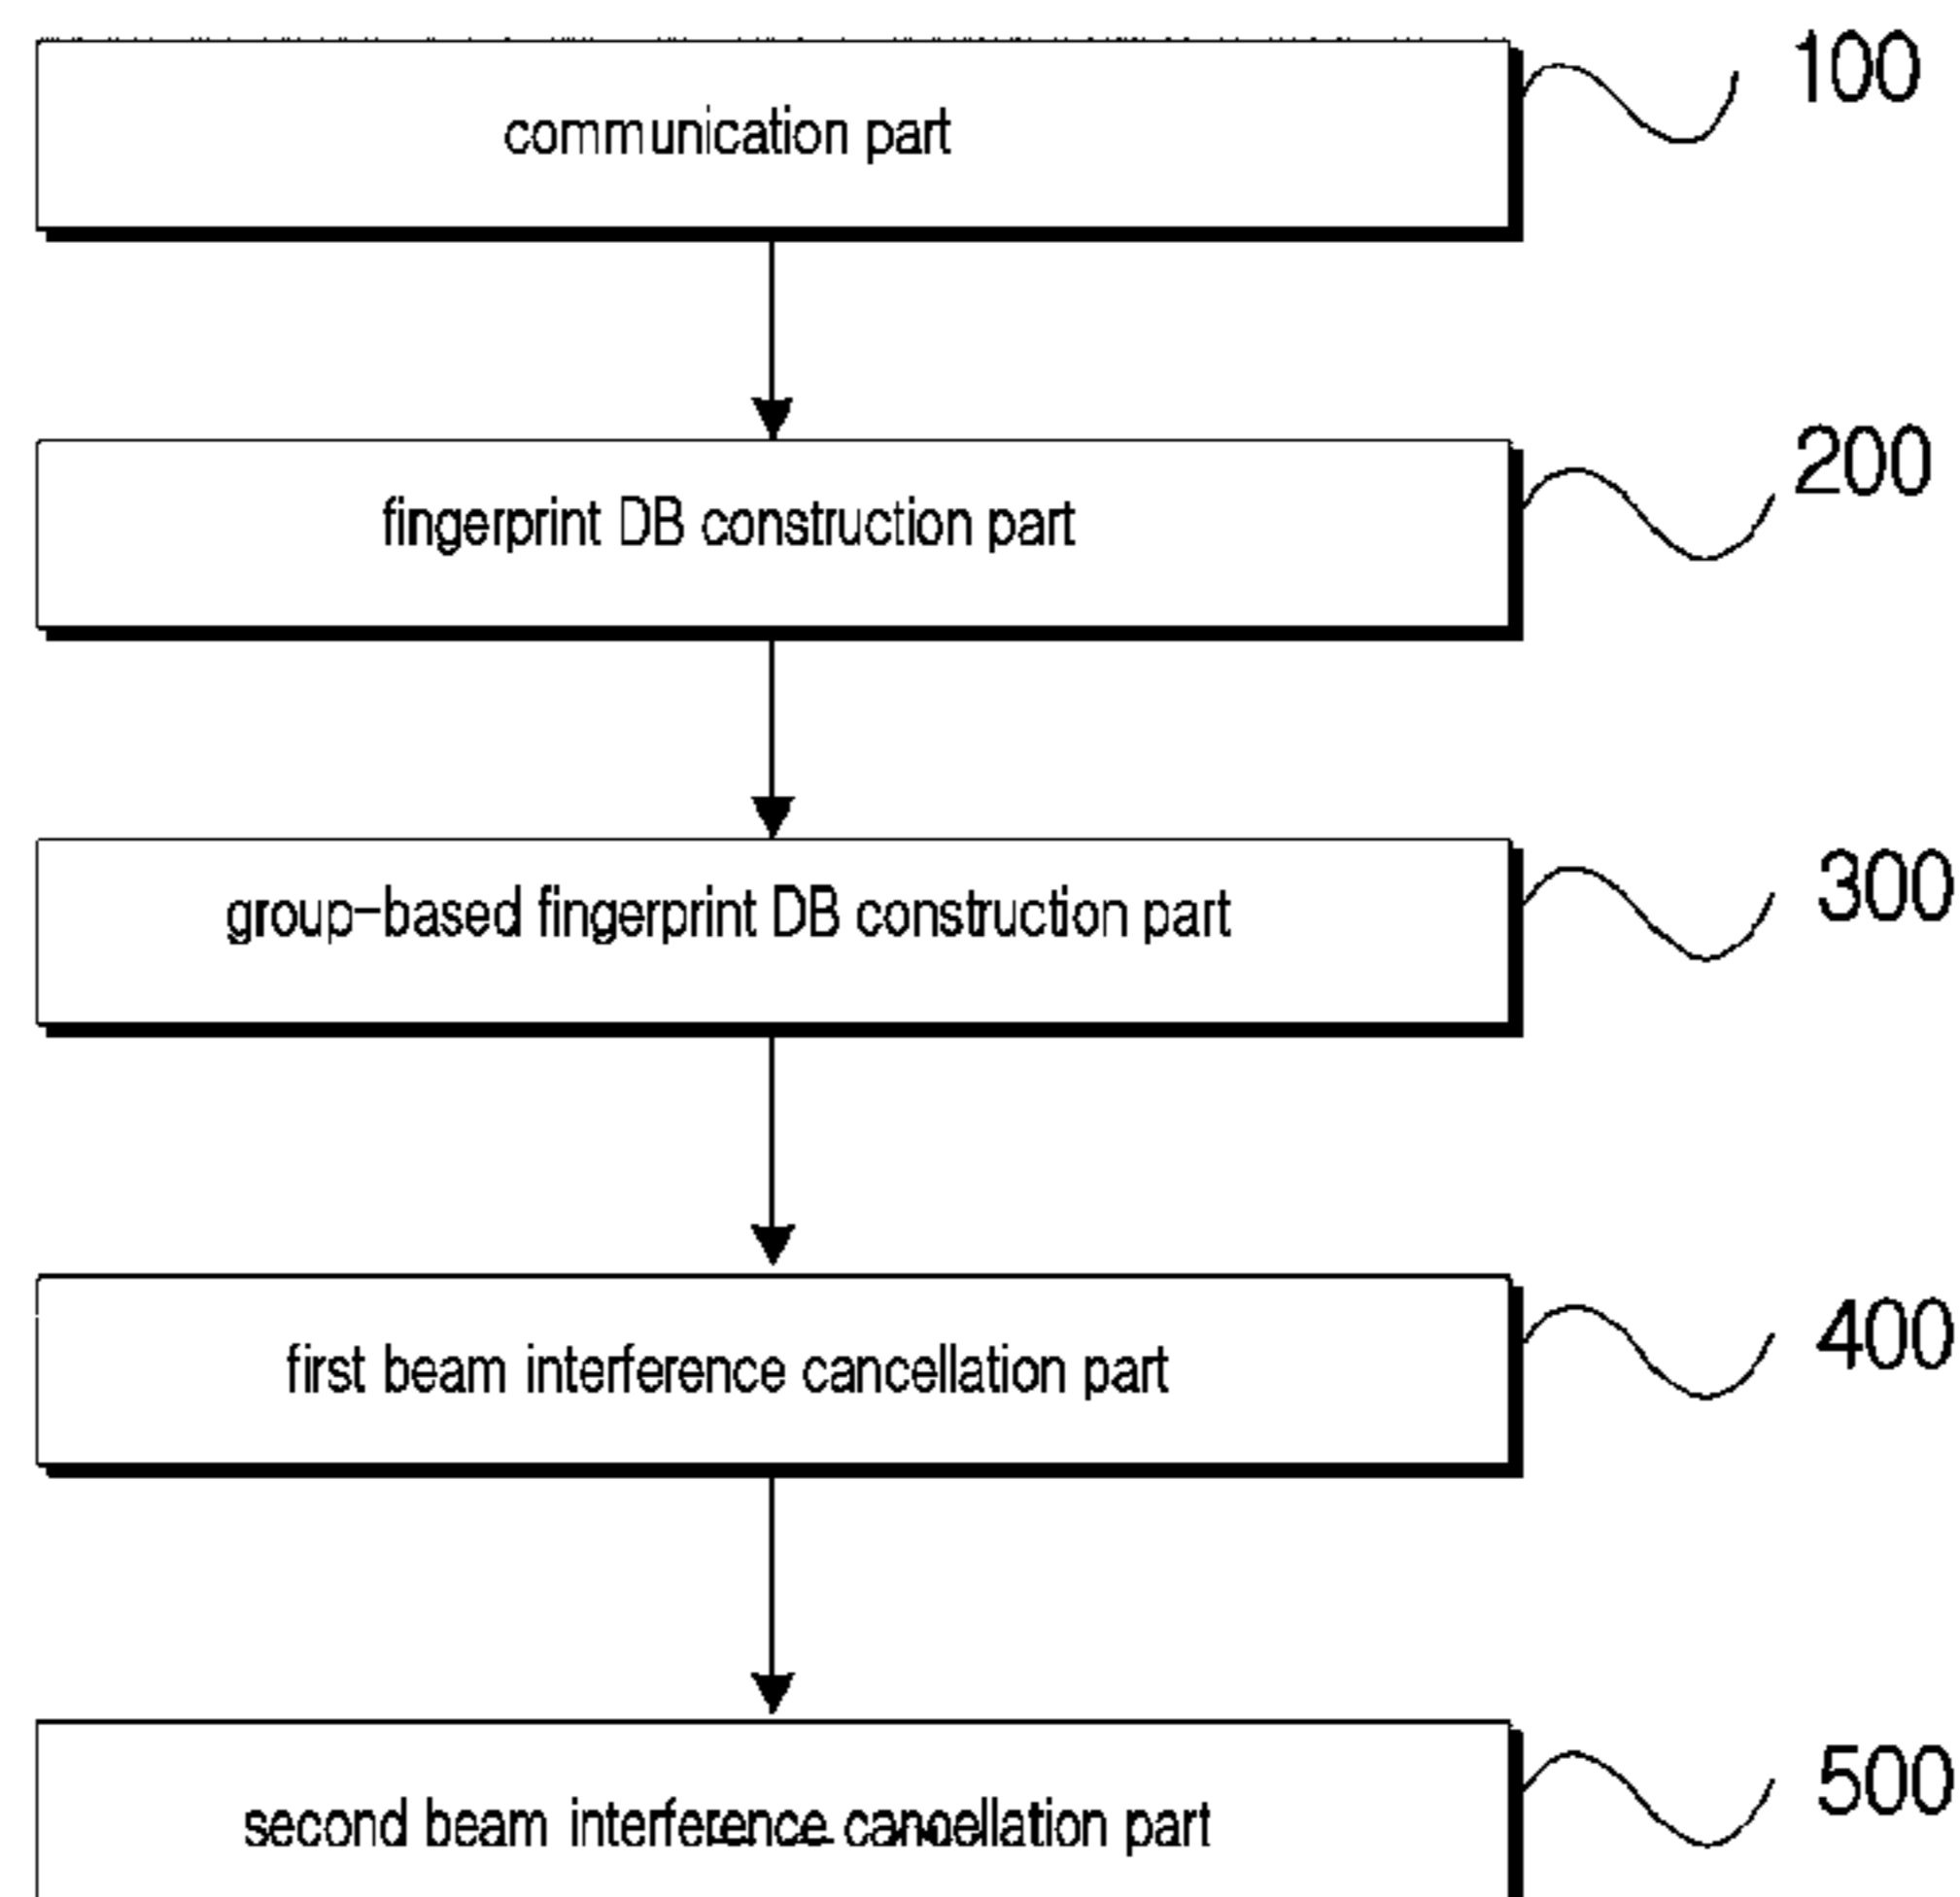 communication part
100
fingerprint DB construction part
200
group-based fingerprint DB construction part
300
first beam interference cancellation part
400
second beam interference cancellation part
500